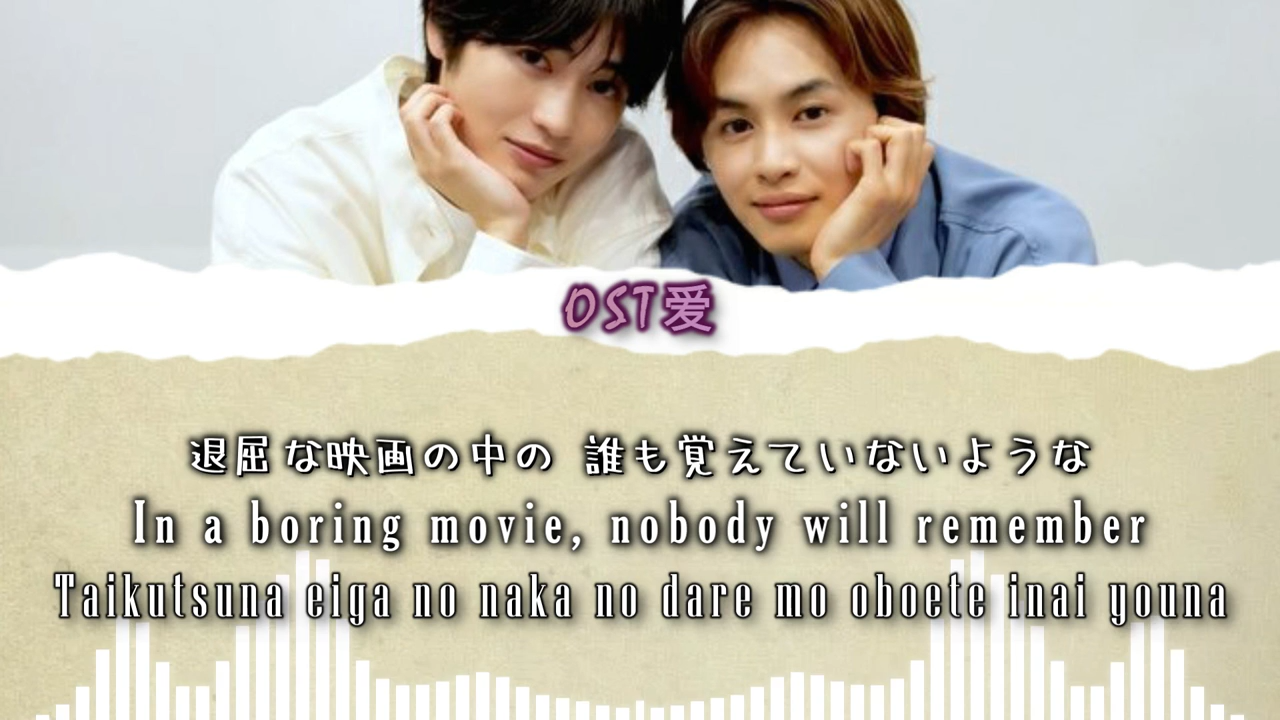 OST爱
退屈な映画の中の 誰も覚えていないような
In a boring movie, nobody will remember
Taikutsuna eiga no naka no dare mo oboete inai youna